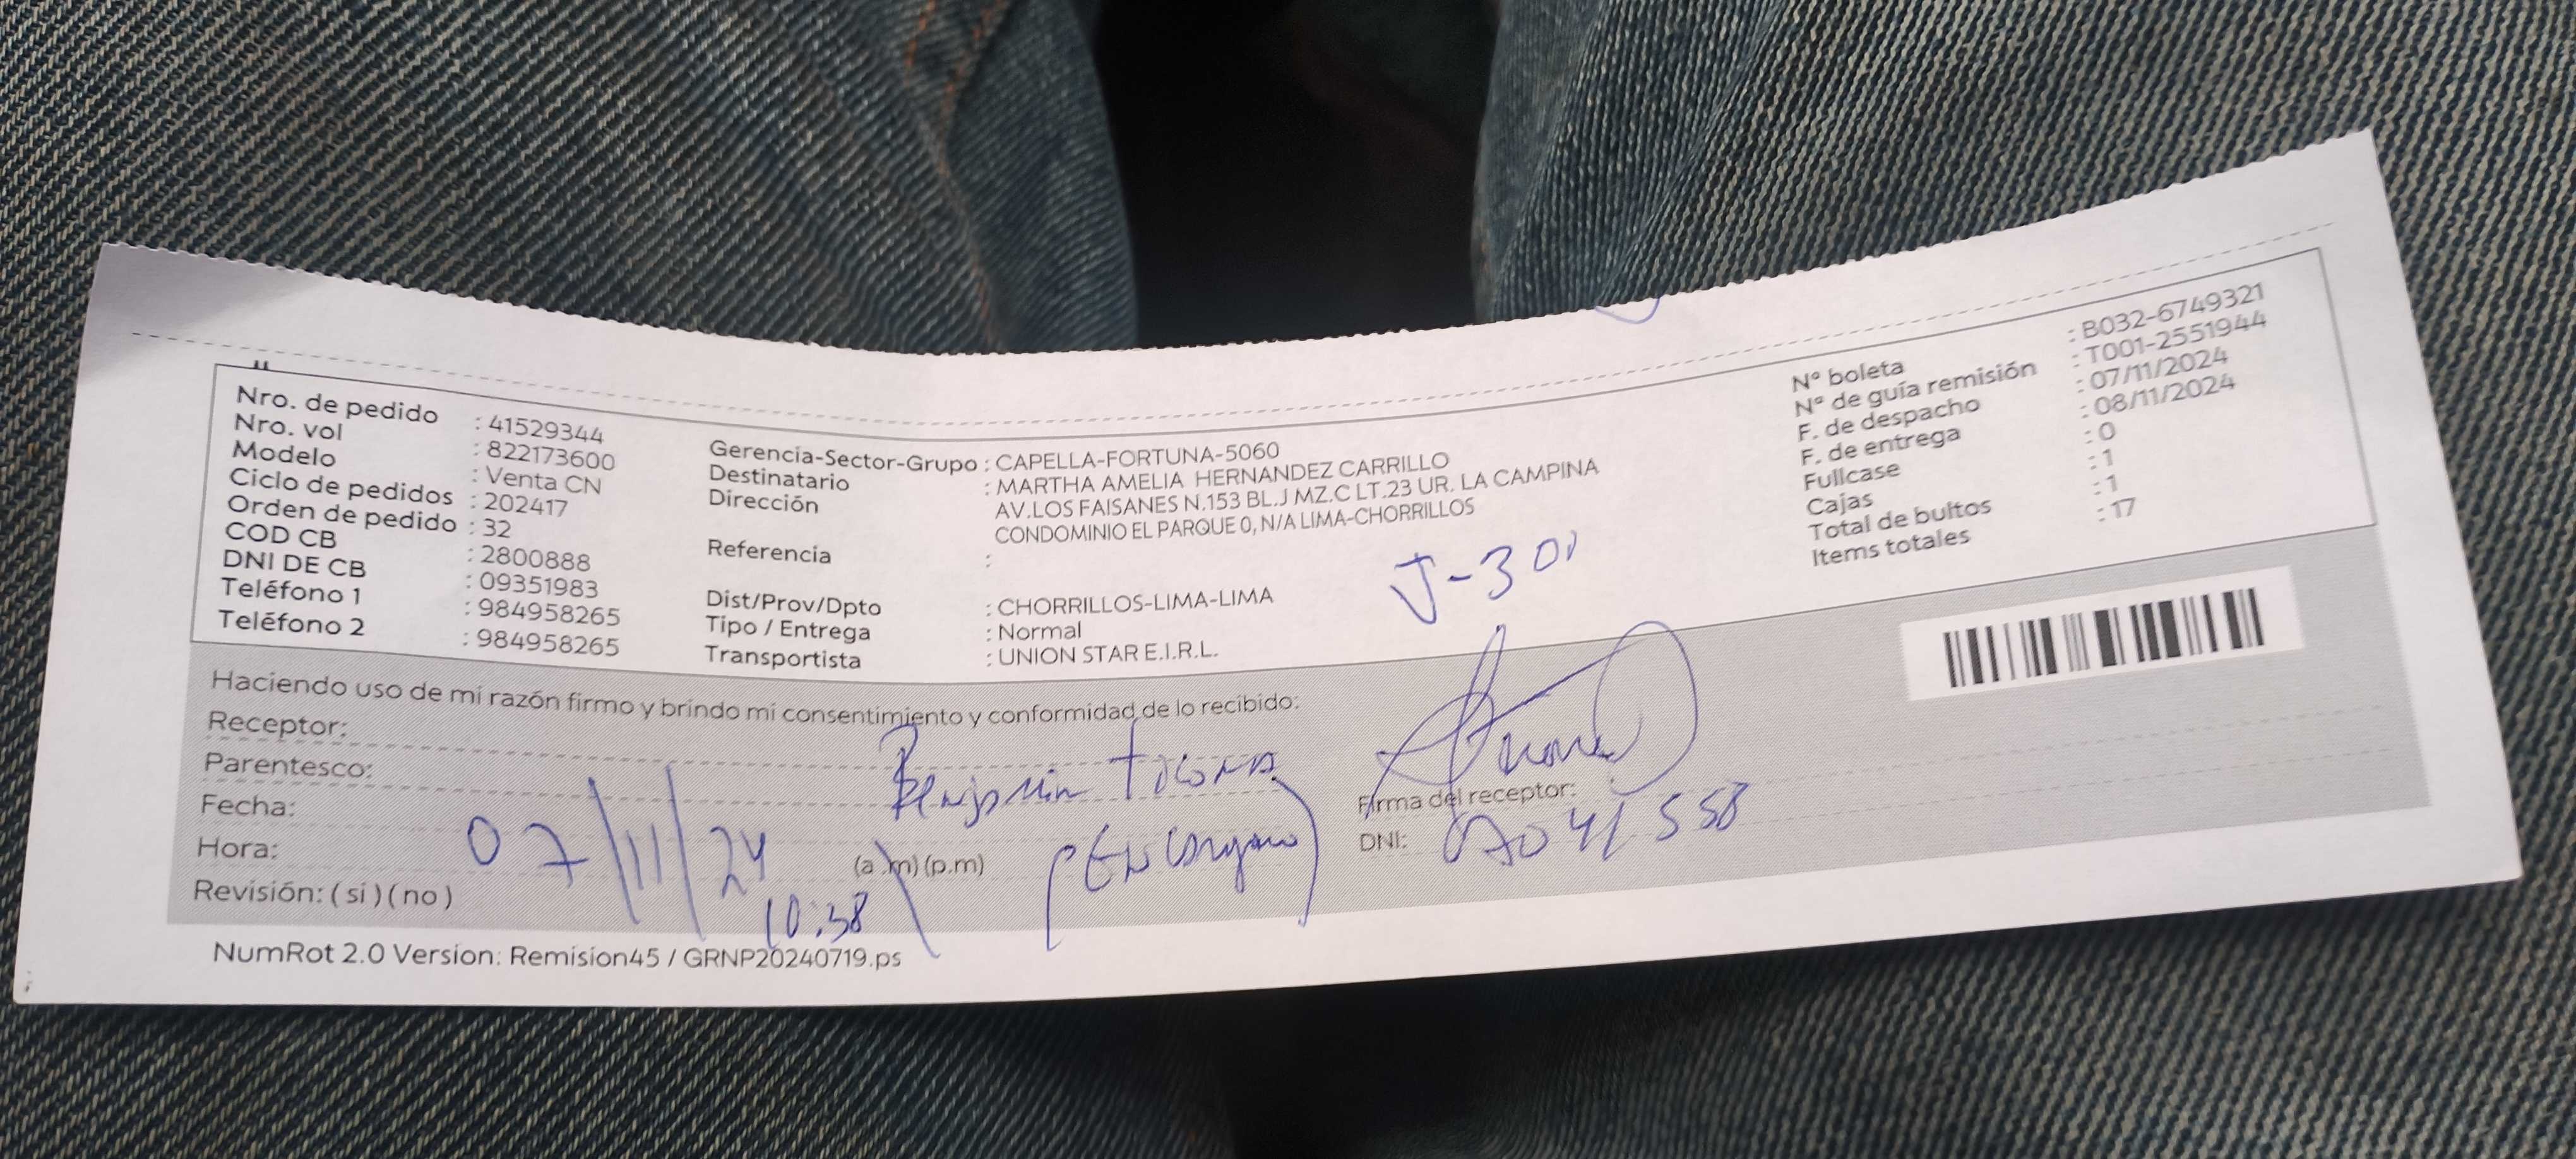 Nro. de pedido : 41529344
Nro. vol : 822173600
Modelo : Venta CN
Ciclo de pedidos : 202417
Orden de pedido : 32
COD CB : 2800888
DNI DE CB : 09351983
Teléfono 1 : 984958265
Teléfono 2 : 984958265
Gerencia-Sector-Grupo : CAPELLA-FORTUNA-5060
Destinatario : MARTHA AMELIA HERNANDEZ CARRILLO
Dirección AV.LOS FAISANES N.153 BL.J MZ.C LT.23 UR. LA CAMPINA
CONDOMINIO EL PARQUE 0, N/A LIMA-CHORRILLOS
Referencia :
J-301
Dist/Prov/Dpto : CHORRILLOS-LIMA-LIMA
Tipo / Entrega : Normal
Transportista : UNION STAR E.I.R.L.
N° boleta : B032-6749321
N° de guía remisión : T001-2551944
F. de despacho : 07/11/2024
F. de entrega : 08/11/2024
Fullcase : 0
Cajas : 1
Total de bultos : 1
Items totales : 17
Haciendo uso de mi razón firmo y brindo mi consentimiento y conformidad de lo recibido:
Receptor:
Benjamin Ticona
Parentesco:
Fecha:
07/11/24
Hora: (a.m)(p.m)
10:38
Revisión: (si)(no)
Firma del receptor:
DNI:
NumRot 2.0 Version: Remision45 / GRNP20240719.ps